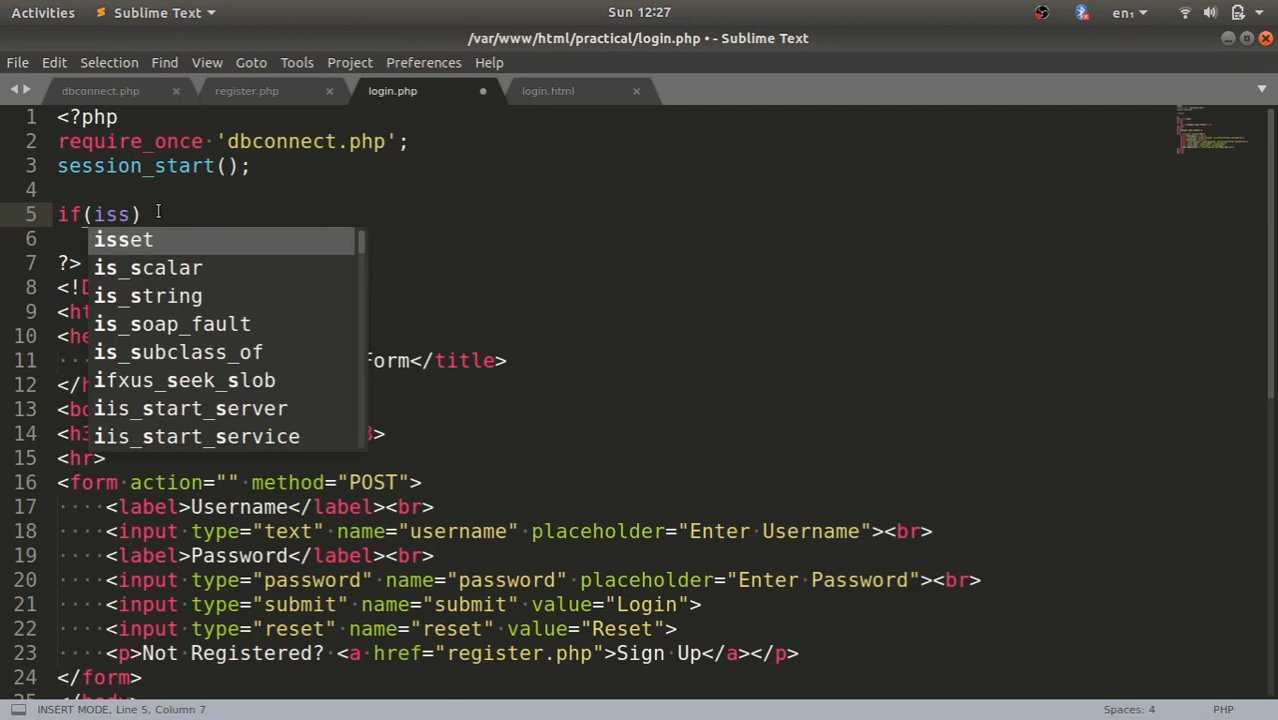 Activities Sublime Text Sun 12:27 en₁
/var/www/html/practical/login.php • - Sublime Text
File Edit Selection View Goto Tools Project Preferences Help
dbconnect.php register.php login.php login.html
1 <?php
2 require_once 'dbconnect.php';
3 session_start();
4
5 if(iss)
6 isset
7 ?> is_scalar
8 <!D is_string
9 <ht is_soap_fault
10 <he is_subclass_of
11 Form</title>
12 </h ifxus_seek_slob
13 <bo iis_start_server
14 <h3 iis_start_service >
15 <hr>
16 <form action="" method="POST">
17 <label>Username</label><br>
18 <input type="text" name="username" placeholder="Enter Username"><br>
19 <label>Password</label><br>
20 <input type="password" name="password" placeholder="Enter Password"><br>
21 <input type="submit" name="submit" value="Login">
22 <input type="reset" name="reset" value="Reset">
23 <p>Not Registered? <a href="register.php">Sign Up</a></p>
24 </form>
25 </body>
INSERT MODE, Line 5, Column 7 Spaces: 4 PHP